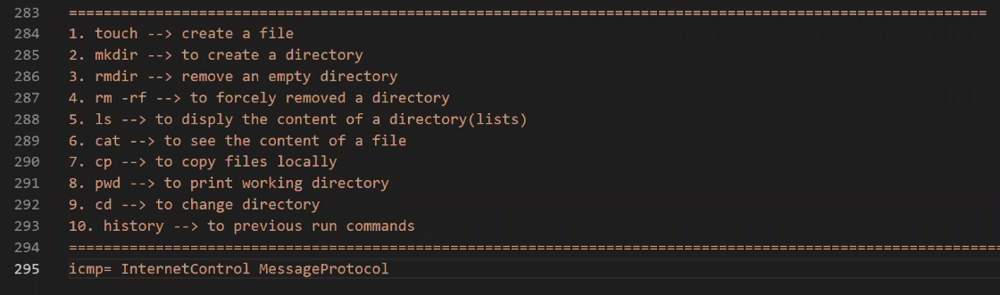 283 ==========================================================================================================
284 1. touch --> create a file
285 2. mkdir --> to create a directory
286 3. rmdir --> remove an empty directory
287 4. rm -rf --> to forcely removed a directory
288 5. ls --> to disply the content of a directory(lists)
289 6. cat --> to see the content of a file
290 7. cp --> to copy files locally
291 8. pwd --> to print working directory
292 9. cd --> to change directory
293 10. history --> to previous run commands
294 ============================================================================================================
295 icmp= InternetControl MessageProtocol